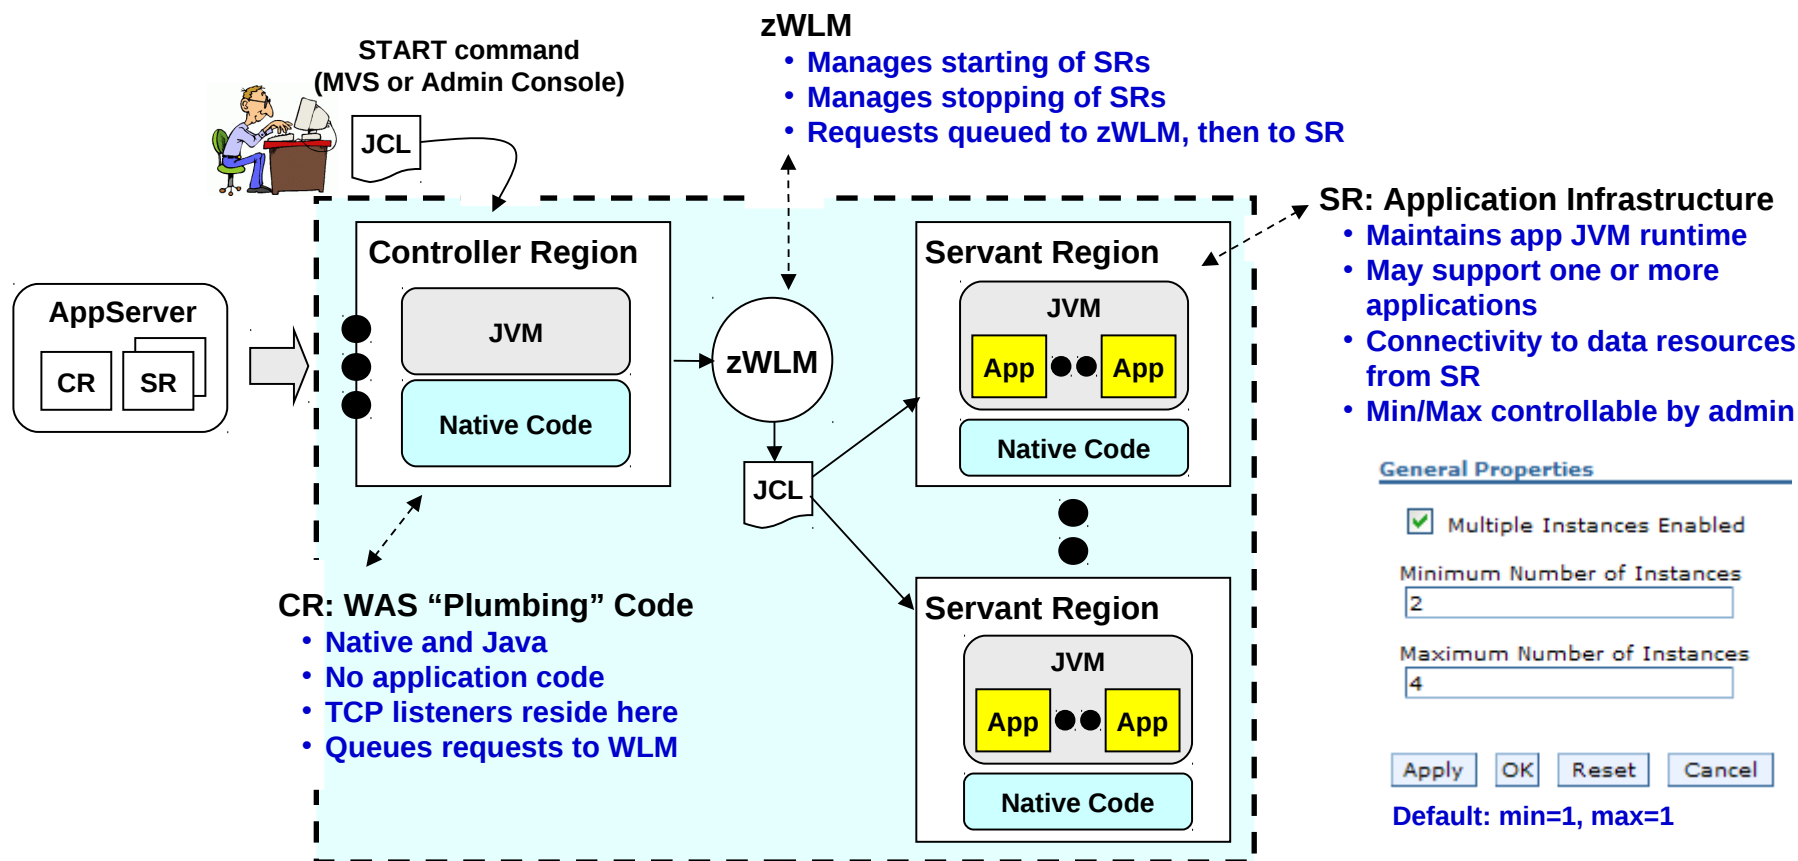 zWLM
• Manages starting of SRs
• Manages stopping of SRs
• Requests queued to zWLM, then to SR
START command
(MVS or Admin Console)
JCL
AppServer
CR
SR
Controller Region
JVM
Native Code
zWLM
JCL
Servant Region
JVM
App
App
Native Code
Servant Region
JVM
App
App
Native Code
SR: Application Infrastructure
• Maintains app JVM runtime
• May support one or more
applications
• Connectivity to data resources
from SR
• Min/Max controllable by admin
CR: WAS “Plumbing” Code
• Native and Java
• No application code
• TCP listeners reside here
• Queues requests to WLM
General Properties
Multiple Instances Enabled
Minimum Number of Instances
2
Maximum Number of Instances
4
Apply
OK
Reset
Cancel
Default: min=1, max=1